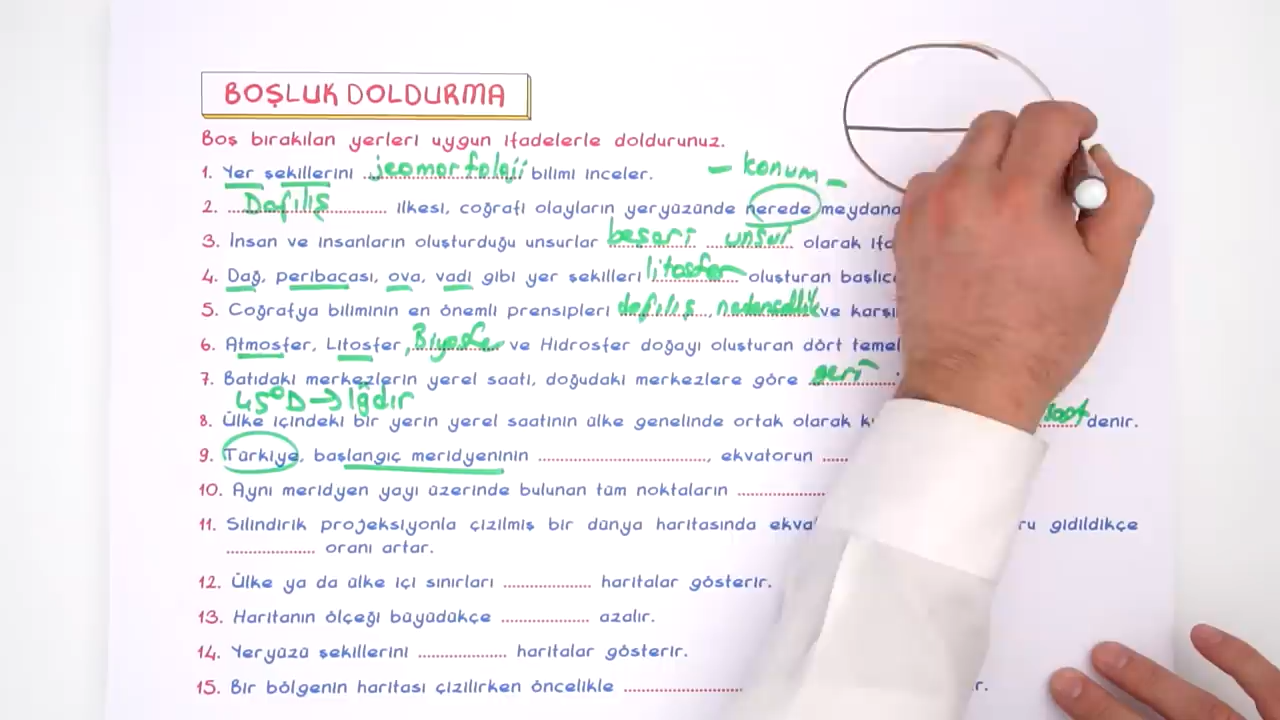 BOŞLUK DOLDURMA
Boş bırakılan yerleri uygun ifadelerle doldurunuz.
1. Yer şekillerini jeomorfoloji bilimi inceler.
- konum -
2. Dağılış ilkesi, coğrafi olayların yeryüzünde nerede meydana
3. İnsan ve insanların oluşturduğu unsurlar beşeri unsur olarak
4. Dağ, peribacası, ova, vadi gibi yer şekilleri litosfer oluşturan
5. Coğrafya biliminin en önemli prensipleri dağılış, nedensellik ve
6. Atmosfer, Litosfer, Biyosfer ve Hidrosfer doğayı oluşturan dört temel
7. Batıdaki merkezlerin yerel saati, doğudaki merkezlere göre geri
45°D → Iğdır
8. Ülke içindeki bir yerin yerel saatinin ülke genelinde ortak olarak saat denir.
9. Türkiye, başlangıç meridyeninin ..................., ekvatorun ......
10. Aynı meridyen yayı üzerinde bulunan tüm noktaların ...................
11. Silindirik projeksiyonla çizilmiş bir dünya haritasında gidildikçe
................... oranı artar.
12. Ülke ya da ülke içi sınırları ................... haritalar gösterir.
13. Haritanın ölçeği büyüdükçe ................... azalır.
14. Yeryüzü şekillerini ................... haritalar gösterir.
15. Bir bölgenin haritası çizilirken öncelikle ...................